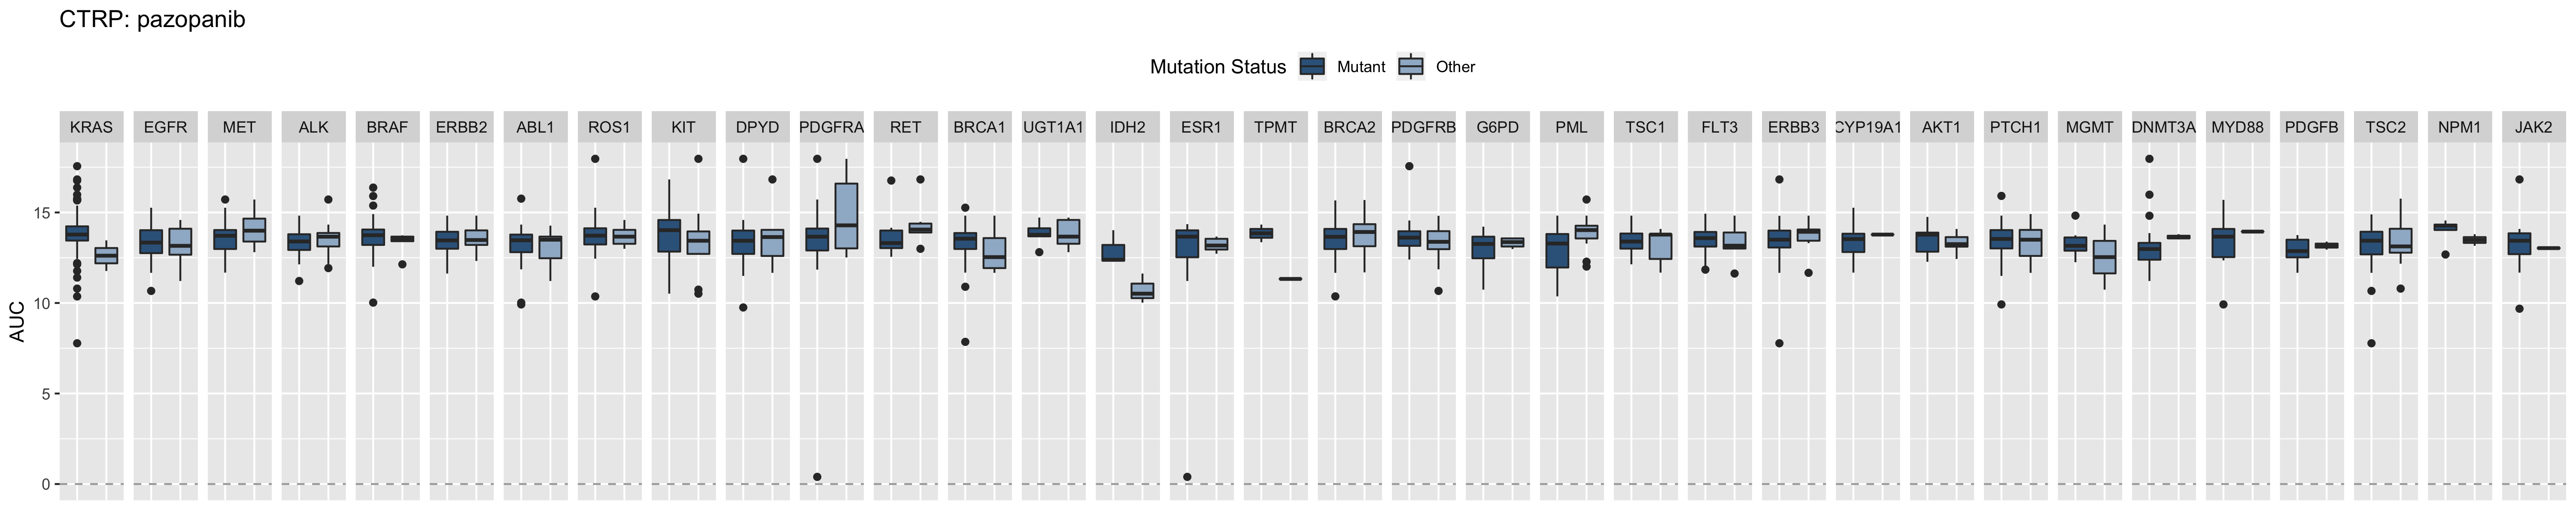 CTRP: pazopanib
Mutation Status Mutant Other
KRAS EGFR MET ALK BRAF ERBB2 ABL1 ROS1 KIT DPYD PDGFRA RET BRCA1 UGT1A1 IDH2 ESR1 TPMT BRCA2 PDGFRB G6PD PML TSC1 FLT3 ERBB3 CYP19A1 AKT1 PTCH1 MGMT DNMT3A MYD88 PDGFB TSC2 NPM1 JAK2
15
10
AUC
5
0